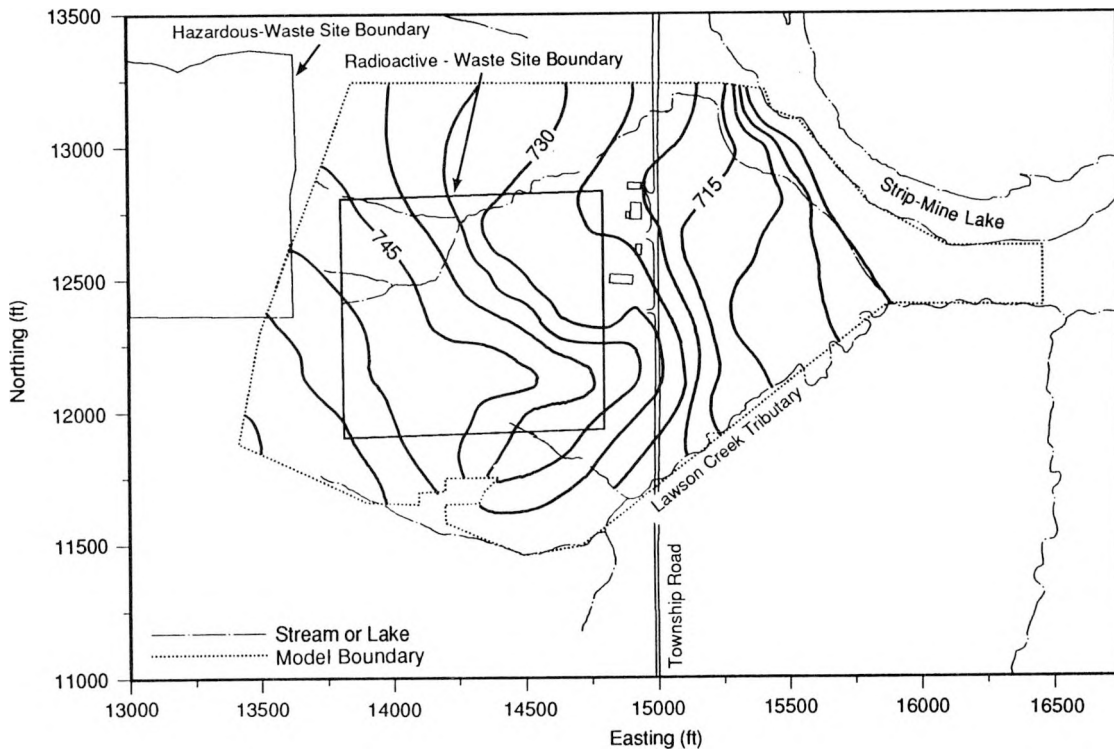 Hazardous-Waste Site Boundary
Radioactive - Waste Site Boundary
730
715
745
Strip-Mine Lake
Lawson Creek Tributary
Township Road
Stream or Lake
Model Boundary
Northing (ft)
13500
13000
12500
12000
11500
11000
13000
13500
14000
14500
15000
15500
16000
16500
Easting (ft)